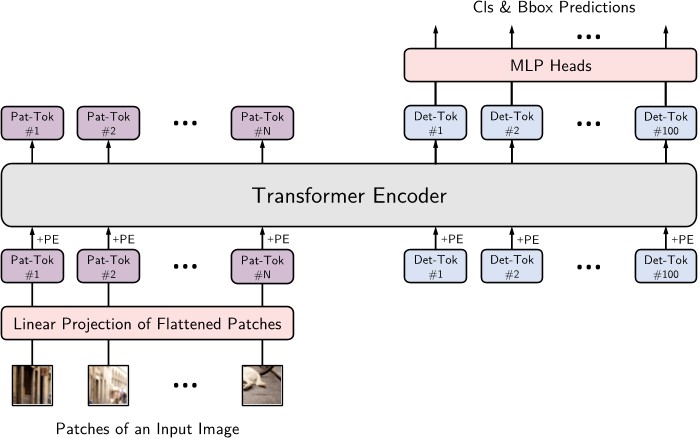 Cls & Bbox Predictions
MLP Heads
Pat-Tok #1
Pat-Tok #2
Pat-Tok #N
Det-Tok #1
Det-Tok #2
Det-Tok #100
Transformer Encoder
+PE
+PE
+PE
+PE
+PE
+PE
Pat-Tok #1
Pat-Tok #2
Pat-Tok #N
Det-Tok #1
Det-Tok #2
Det-Tok #100
Linear Projection of Flattened Patches
Patches of an Input Image